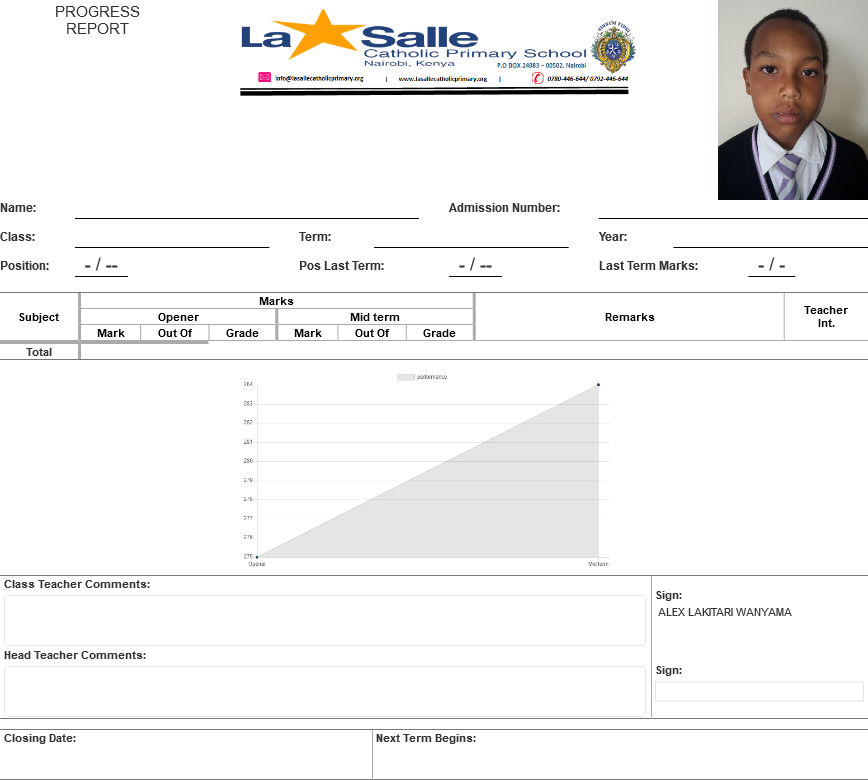 PROGRESS
REPORT
La Salle
Catholic Primary School
Nairobi, Kenya
P.O BOX 24083 – 00502, Nairobi
info@lasallecatholicprimary.org | www.lasallecatholicprimary.org | 0780-446-644/ 0792-446-644
Name: Admission Number:
Class: Term: Year:
Position: - / -- Pos Last Term: - / -- Last Term Marks: - / -
Subject Marks Remarks Teacher Int.
Opener Mid term
Mark Out Of Grade Mark Out Of Grade
Total
performance
284
283
282
281
280
279
278
277
276
275
Opener Mid term
Class Teacher Comments:
Sign:
ALEX LAKITARI WANYAMA
Head Teacher Comments:
Sign:
Closing Date: Next Term Begins: